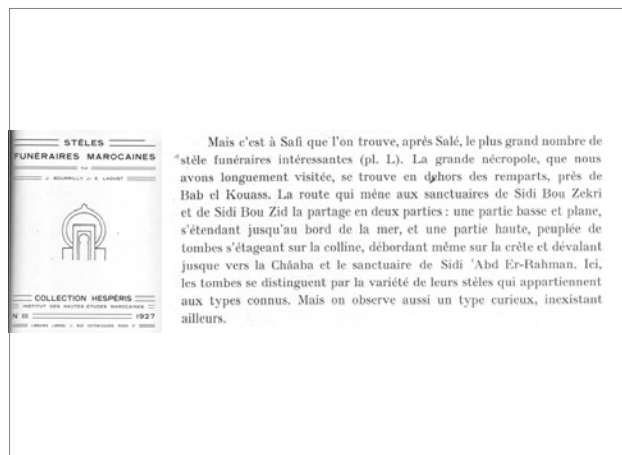 STÈLES
FUNÉRAIRES MAROCAINES
PAR
J. BOURRILLY ET E. LAOUST
COLLECTION HESPÉRIS
INSTITUT DES HAUTES-ÉTUDES MAROCAINES
N° III 1927
Mais c'est à Safi que l'on trouve, après Salé, le plus grand nombre de
stèle funéraires intéressantes (pl. L). La grande nécropole, que nous
avons longuement visitée, se trouve en dehors des remparts, près de
Bab el Kouass. La route qui mène aux sanctuaires de Sidi Bou Zekri
et de Sidi Bou Zid la partage en deux parties : une partie basse et plane,
s'étendant jusqu'au bord de la mer, et une partie haute, peuplée de
tombes s'étageant sur la colline, débordant même sur la crête et dévalant
jusque vers la Châaba et le sanctuaire de Sidi 'Abd Er-Rahman. Ici,
les tombes se distinguent par la variété de leurs stèles qui appartiennent
aux types connus. Mais on observe aussi un type curieux, inexistant
ailleurs.